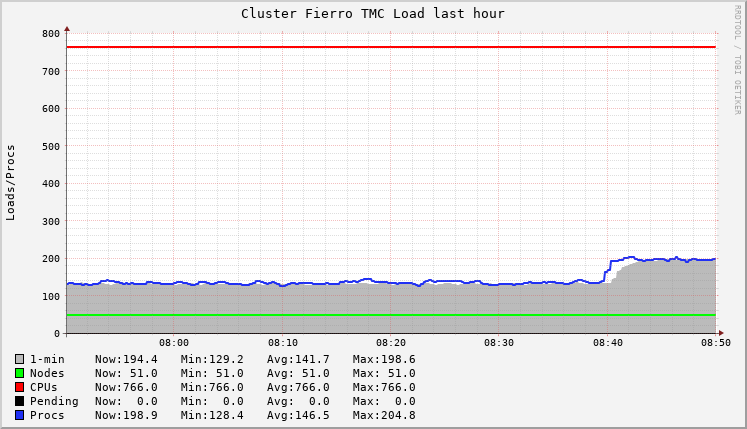 Cluster Fierro TMC Load last hour
RRDTOOL / TOBI OETIKER
Loads/Procs
800
700
600
500
400
300
200
100
0
08:00 08:10 08:20 08:30 08:40 08:50
1-min Now:194.4 Min:129.2 Avg:141.7 Max:198.6
Nodes Now: 51.0 Min: 51.0 Avg: 51.0 Max: 51.0
CPUs Now:766.0 Min:766.0 Avg:766.0 Max:766.0
Pending Now: 0.0 Min: 0.0 Avg: 0.0 Max: 0.0
Procs Now:198.9 Min:128.4 Avg:146.5 Max:204.8